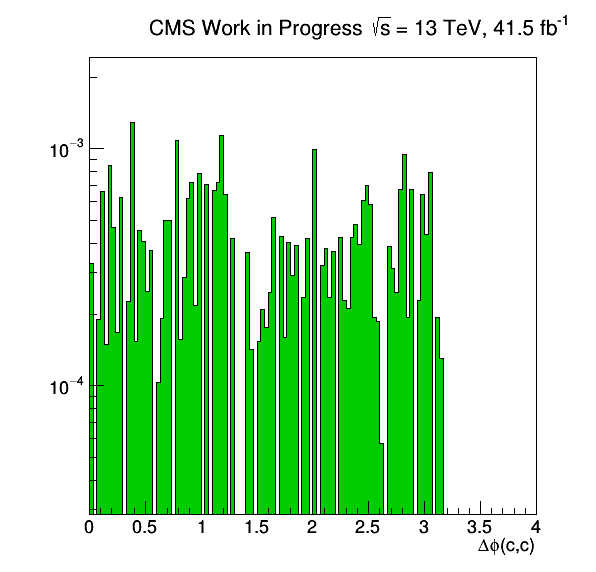 CMS Work in Progress √s = 13 TeV, 41.5 fb⁻¹
10⁻³
10⁻⁴
0 0.5 1 1.5 2 2.5 3 3.5 4
Δϕ(c,c)